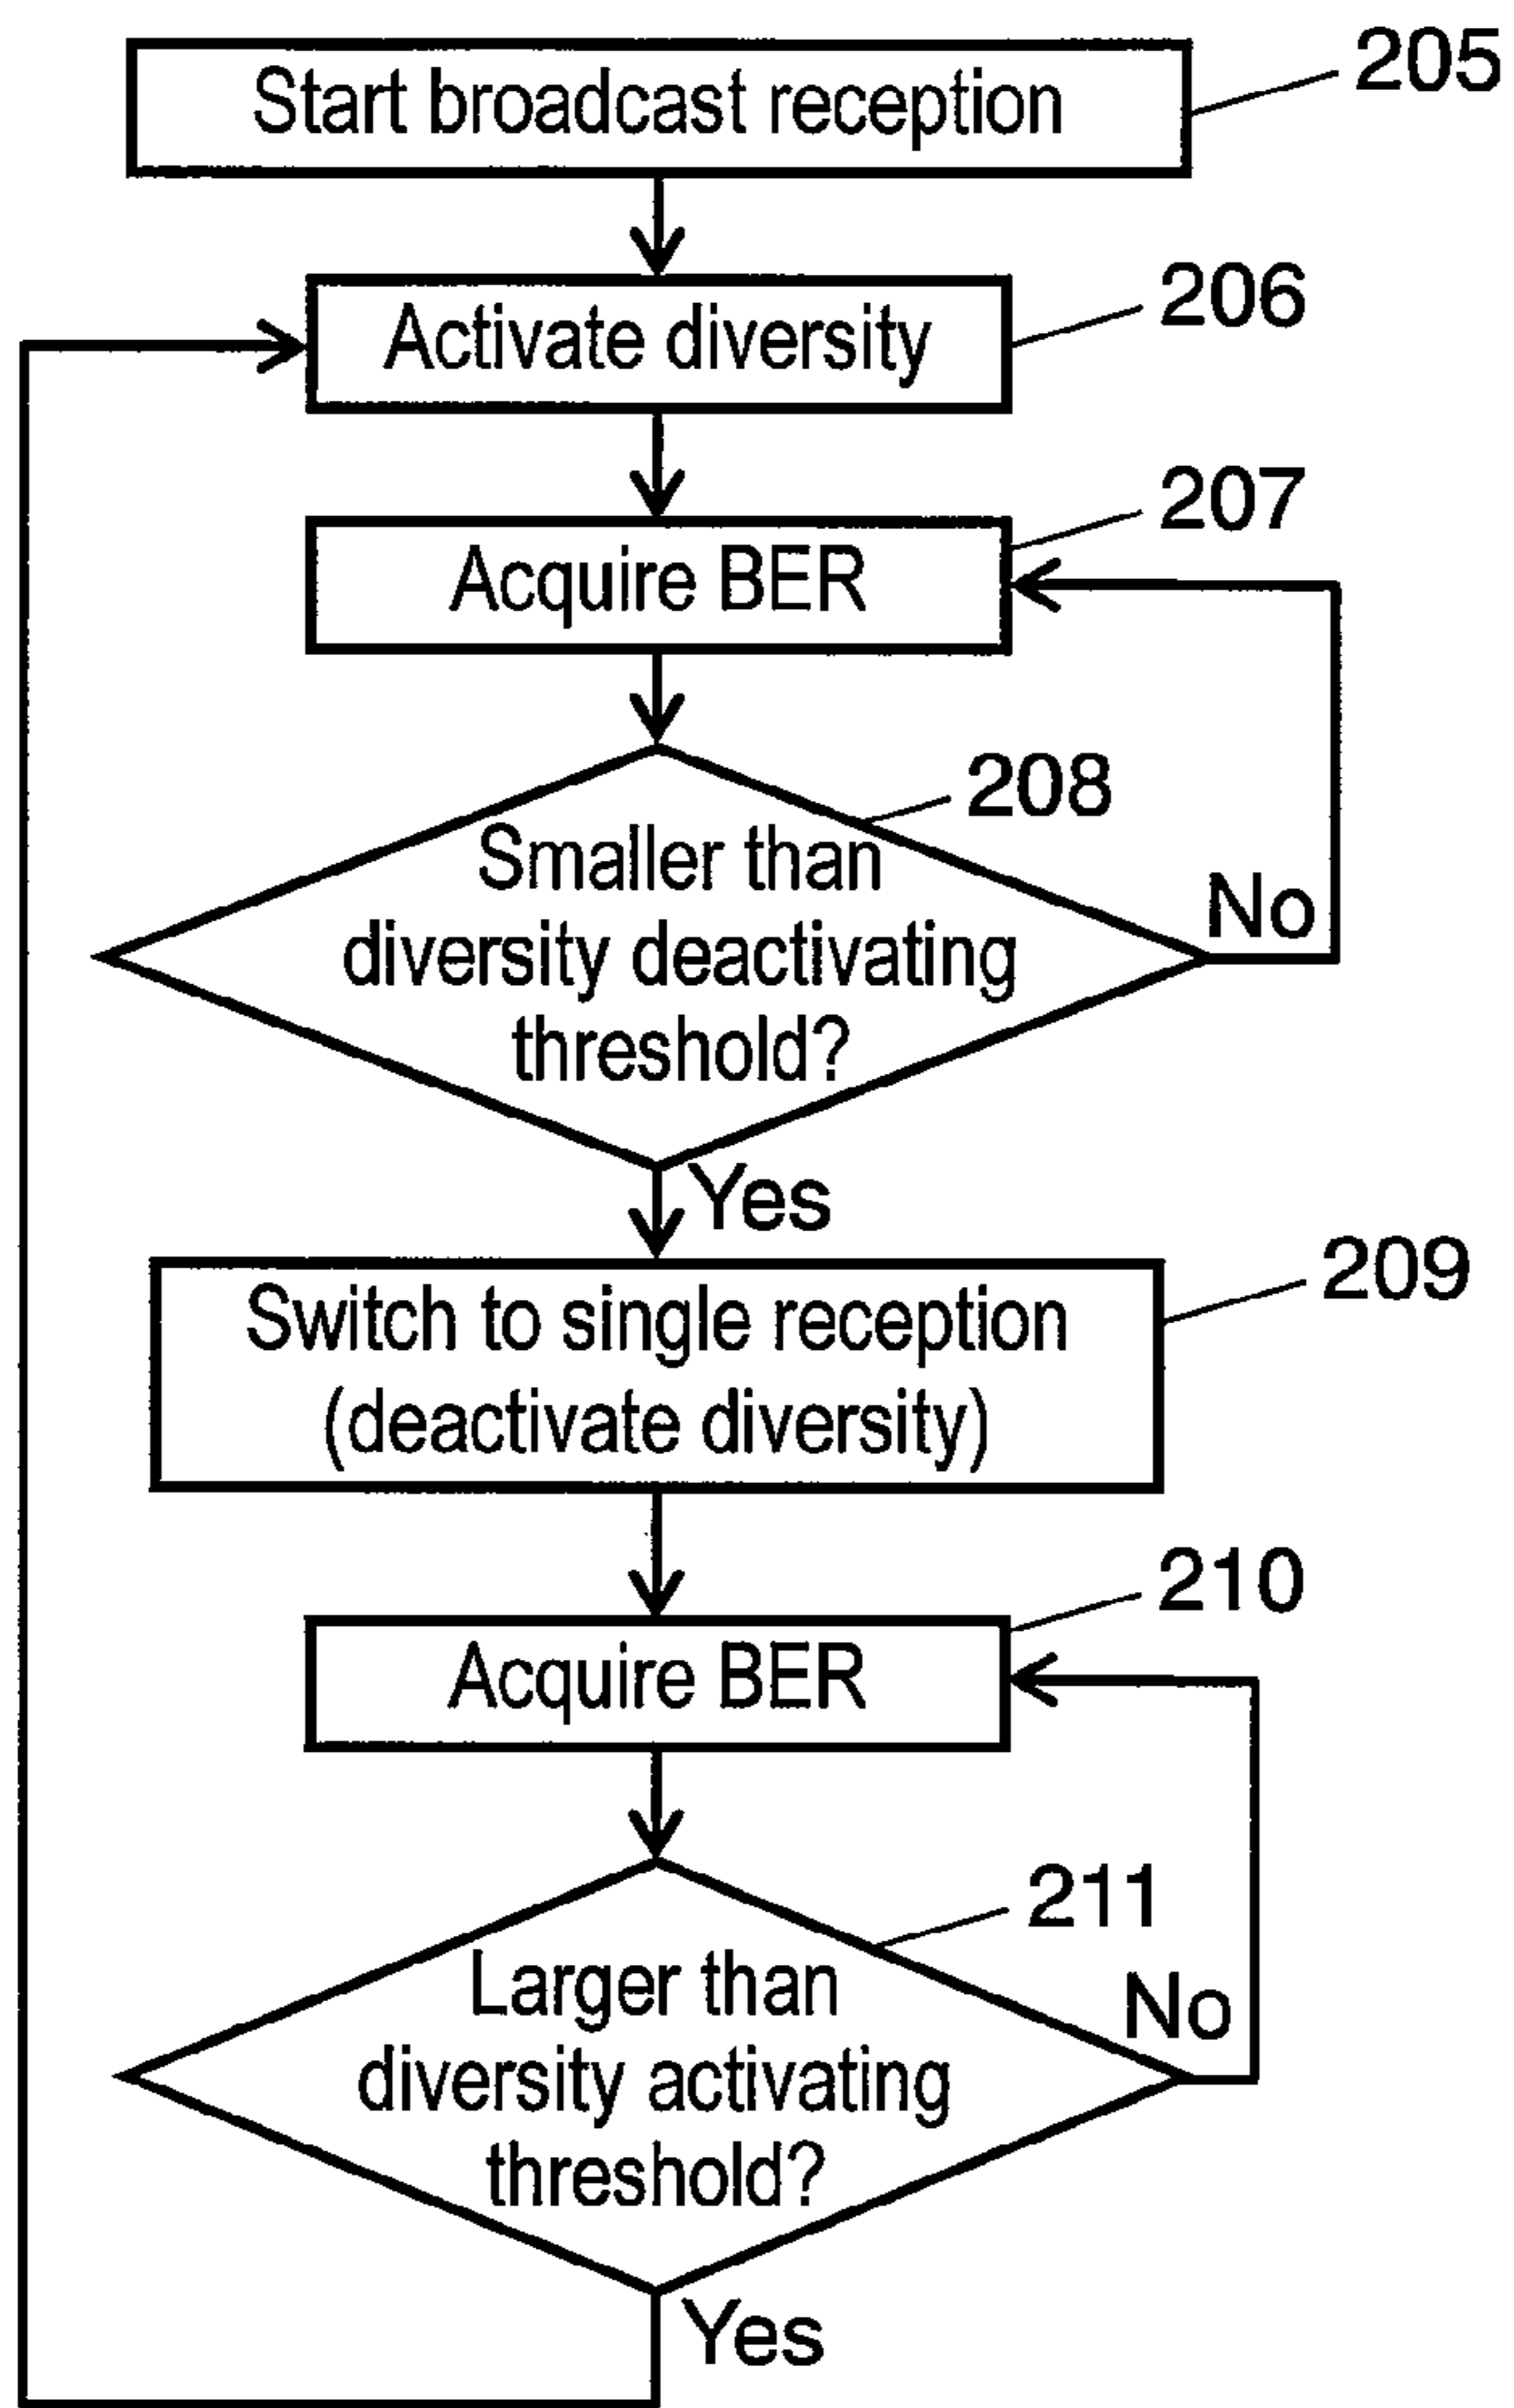 Start broadcast reception
205
Activate diversity
206
Acquire BER
207
Smaller than
diversity deactivating
threshold?
208
No
Yes
Switch to single reception
(deactivate diversity)
209
Acquire BER
210
Larger than
diversity activating
threshold?
211
No
Yes